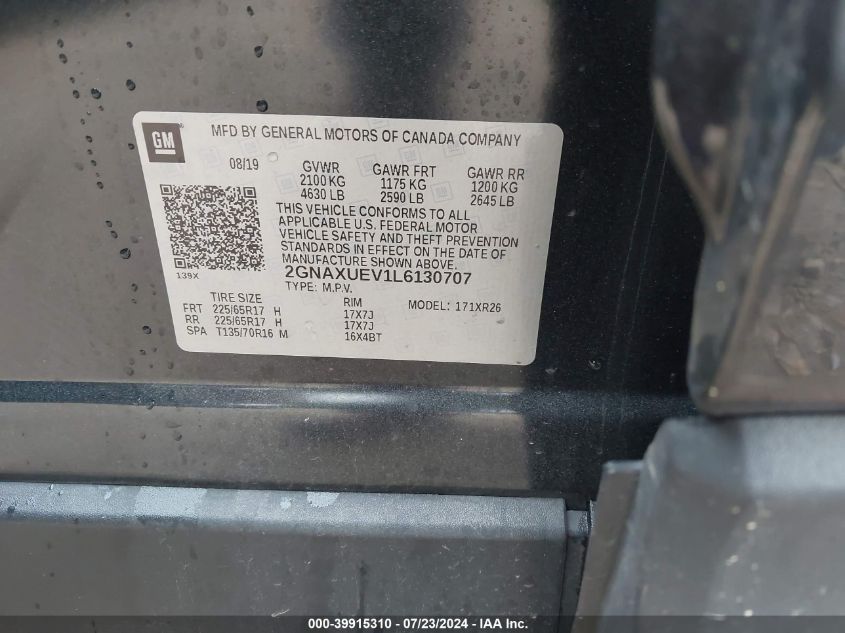 GM
MFD BY GENERAL MOTORS OF CANADA COMPANY
08/19
GVWR GAWR FRT GAWR RR
2100 KG 1175 KG 1200 KG
4630 LB 2590 LB 2645 LB
THIS VEHICLE CONFORMS TO ALL
APPLICABLE U.S. FEDERAL MOTOR
VEHICLE SAFETY AND THEFT PREVENTION
STANDARDS IN EFFECT ON THE DATE OF
MANUFACTURE SHOWN ABOVE.
139X
2GNAXUEV1L6130707
TYPE: M.P.V.
TIRE SIZE RIM MODEL: 171XR26
FRT 225/65R17 H 17X7J
RR 225/65R17 H 17X7J
SPA T135/70R16 M 16X4BT
000-39915310 - 07/23/2024 - IAA Inc.